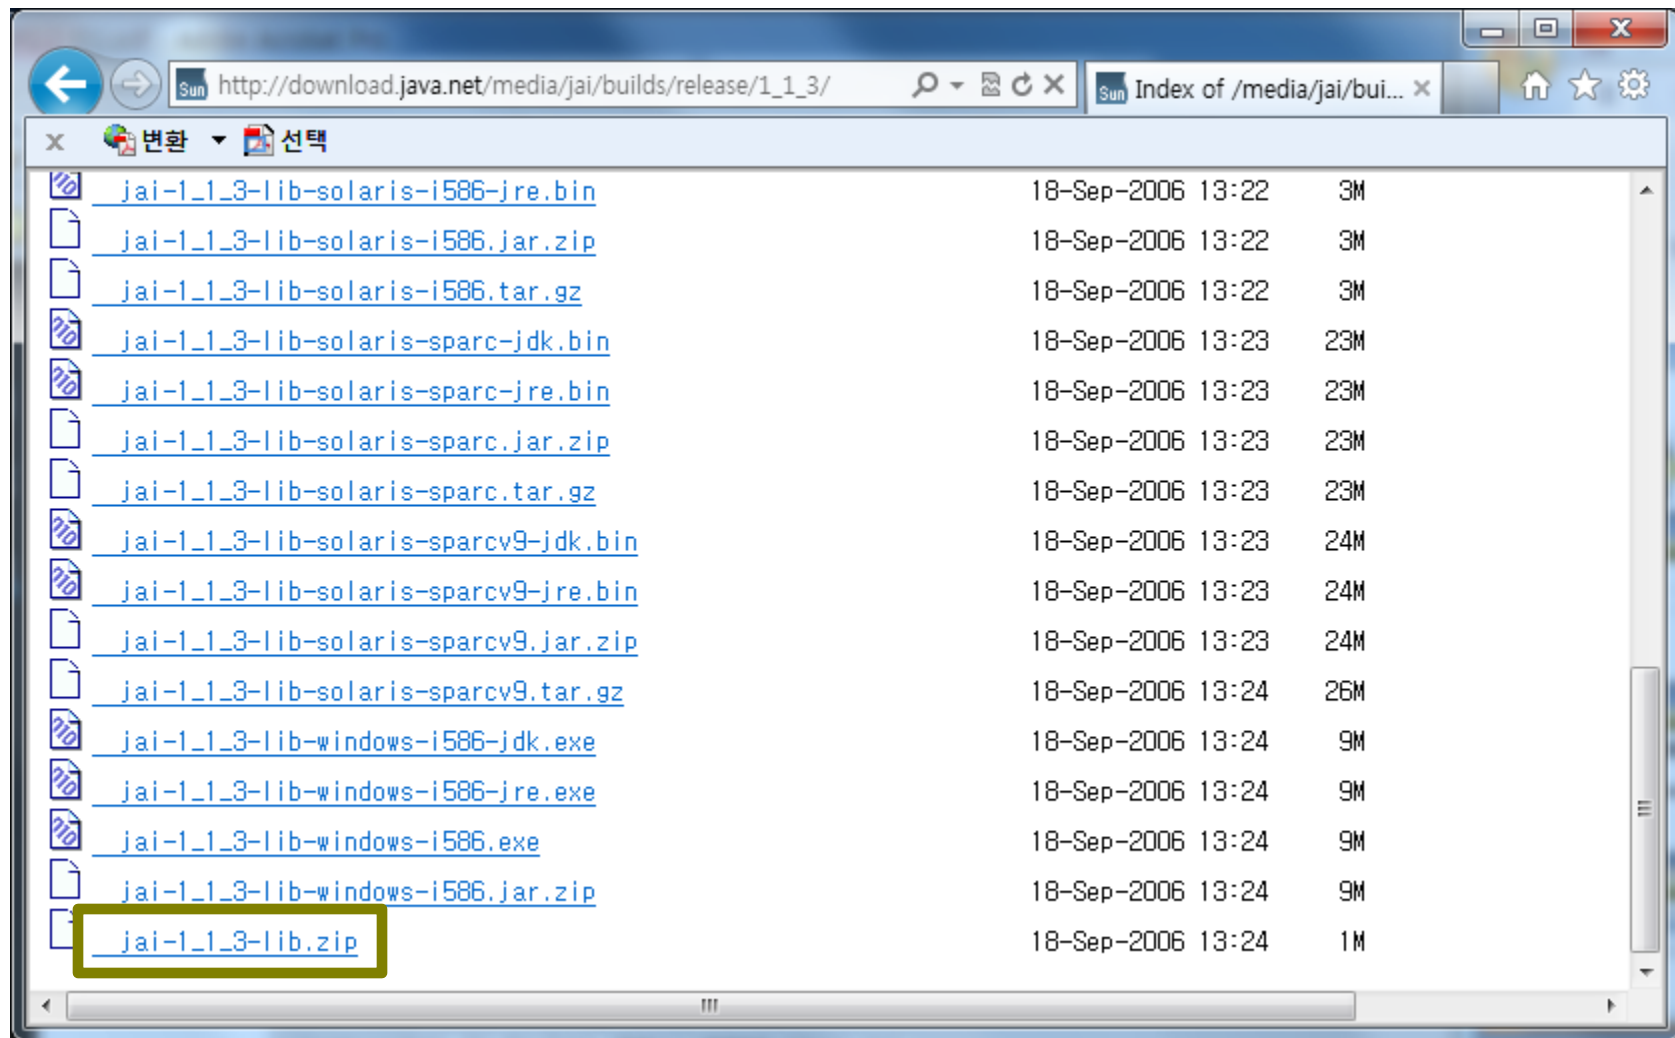 http://download.java.net/media/jai/builds/release/1_1_3/
Sun Index of /media/jai/bui...
변환 선택
jai-1_1_3-lib-solaris-i586-jre.bin 18-Sep-2006 13:22 3M
jai-1_1_3-lib-solaris-i586.jar.zip 18-Sep-2006 13:22 3M
jai-1_1_3-lib-solaris-i586.tar.gz 18-Sep-2006 13:22 3M
jai-1_1_3-lib-solaris-sparc-jdk.bin 18-Sep-2006 13:23 23M
jai-1_1_3-lib-solaris-sparc-jre.bin 18-Sep-2006 13:23 23M
jai-1_1_3-lib-solaris-sparc.jar.zip 18-Sep-2006 13:23 23M
jai-1_1_3-lib-solaris-sparc.tar.gz 18-Sep-2006 13:23 23M
jai-1_1_3-lib-solaris-sparcv9-jdk.bin 18-Sep-2006 13:23 24M
jai-1_1_3-lib-solaris-sparcv9-jre.bin 18-Sep-2006 13:23 24M
jai-1_1_3-lib-solaris-sparcv9.jar.zip 18-Sep-2006 13:23 24M
jai-1_1_3-lib-solaris-sparcv9.tar.gz 18-Sep-2006 13:24 26M
jai-1_1_3-lib-windows-i586-jdk.exe 18-Sep-2006 13:24 9M
jai-1_1_3-lib-windows-i586-jre.exe 18-Sep-2006 13:24 9M
jai-1_1_3-lib-windows-i586.exe 18-Sep-2006 13:24 9M
jai-1_1_3-lib-windows-i586.jar.zip 18-Sep-2006 13:24 9M
jai-1_1_3-lib.zip 18-Sep-2006 13:24 1M